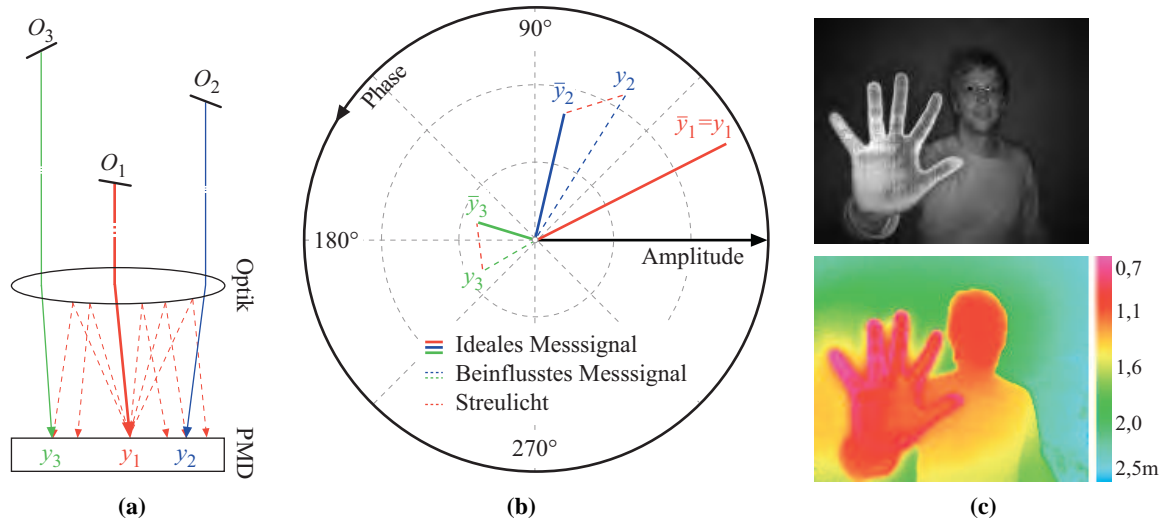 O3
O2
O1
Optik
PMD
y3
y1
y2
(a)
90°
Phase
ȳ2
y2
ȳ1=y1
ȳ3
180°
Amplitude
y3
Ideales Messsignal
Beinflusstes Messsignal
Streulicht
270°
(b)
0,7
1,1
1,6
2,0
2,5m
(c)